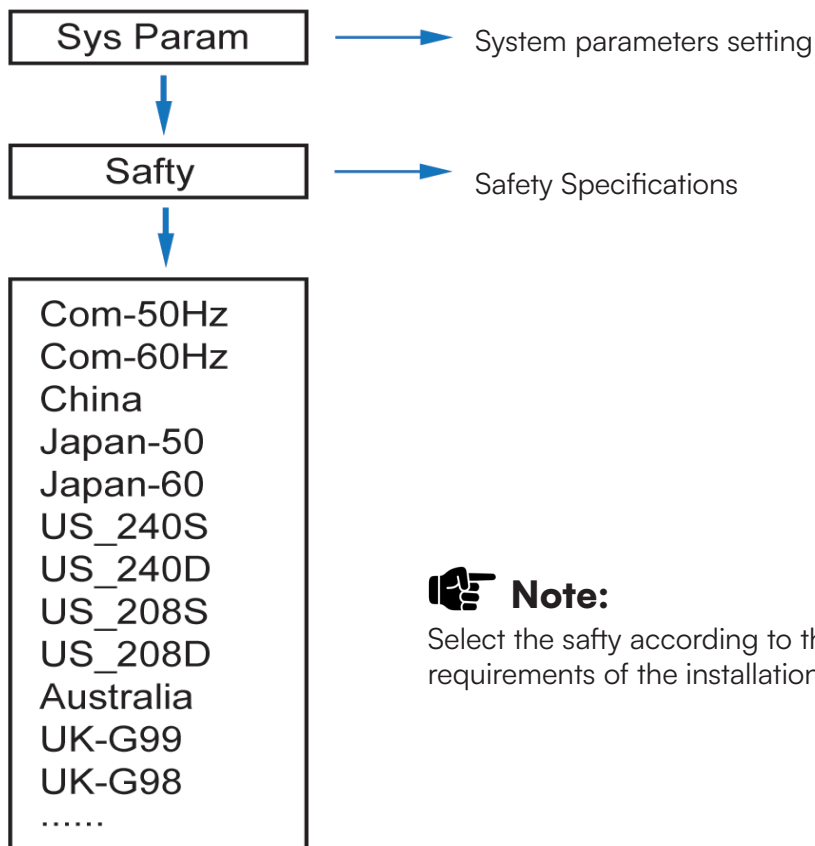 Sys Param
System parameters setting
Safty
Safety Specifications
Com-50Hz
Com-60Hz
China
Japan-50
Japan-60
US_240S
US_240D
US_208S
US_208D
Australia
UK-G99
UK-G98
......
Note:
Select the safty according to
requirements of the installation